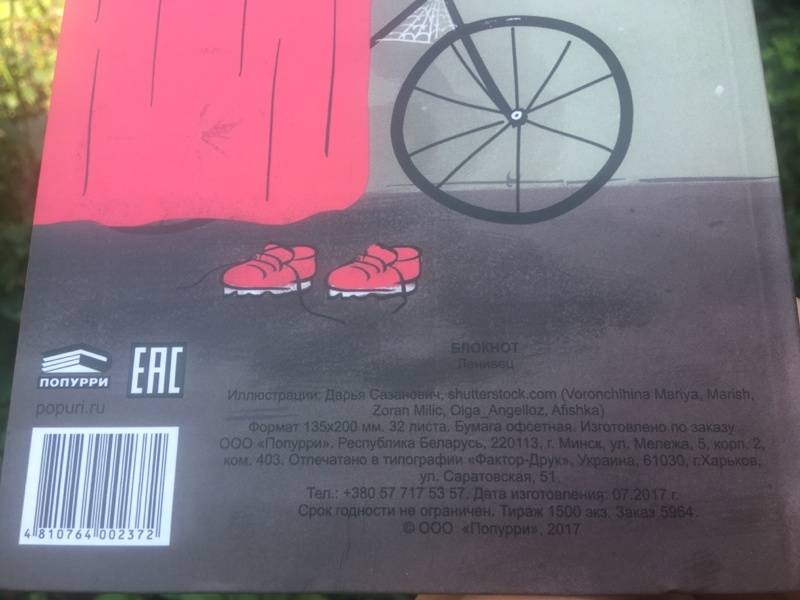 БЛОКНОТ
Ленивец
Иллюстрации: Дарья Сазанович, shutterstock.com (Voronchihina Mariya, Marish,
Zoran Milic, Olga_Angelloz, Afishka)
Формат 135х200 мм. 32 листа. Бумага офсетная. Изготовлено по заказу
ООО «Попурри». Республика Беларусь, 220113, г. Минск, ул. Мележа, 5, корп. 2,
ком. 403. Отпечатано в типографии «Фактор-Друк», Украина, 61030, г.Харьков,
ул. Саратовская, 51.
Тел.: +380 57 717 53 57. Дата изготовления: 07.2017 г.
Срок годности не ограничен. Тираж 1500 экз. Заказ 5964.
© ООО «Попурри», 2017
ПОПУРРИ
EAC
popuri.ru
4 810764 002372